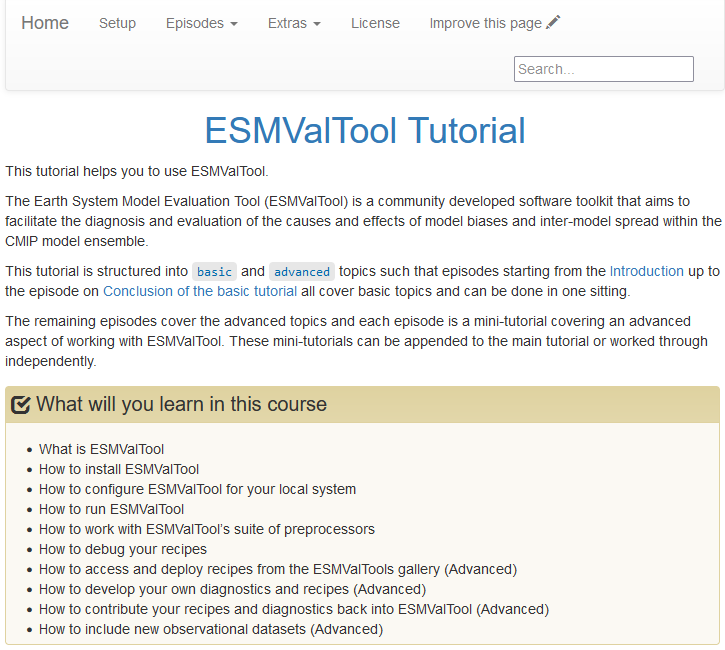 Home Setup Episodes Extras License Improve this page
Search...
ESMValTool Tutorial
This tutorial helps you to use ESMValTool.
The Earth System Model Evaluation Tool (ESMValTool) is a community developed software toolkit that aims to
facilitate the diagnosis and evaluation of the causes and effects of model biases and inter-model spread within the
CMIP model ensemble.
This tutorial is structured into basic and advanced topics such that episodes starting from the Introduction up to
the episode on Conclusion of the basic tutorial all cover basic topics and can be done in one sitting.
The remaining episodes cover the advanced topics and each episode is a mini-tutorial covering an advanced
aspect of working with ESMValTool. These mini-tutorials can be appended to the main tutorial or worked through
independently.
What will you learn in this course
• What is ESMValTool
• How to install ESMValTool
• How to configure ESMValTool for your local system
• How to run ESMValTool
• How to work with ESMValTool's suite of preprocessors
• How to debug your recipes
• How to access and deploy recipes from the ESMValTools gallery (Advanced)
• How to develop your own diagnostics and recipes (Advanced)
• How to contribute your recipes and diagnostics back into ESMValTool (Advanced)
• How to include new observational datasets (Advanced)